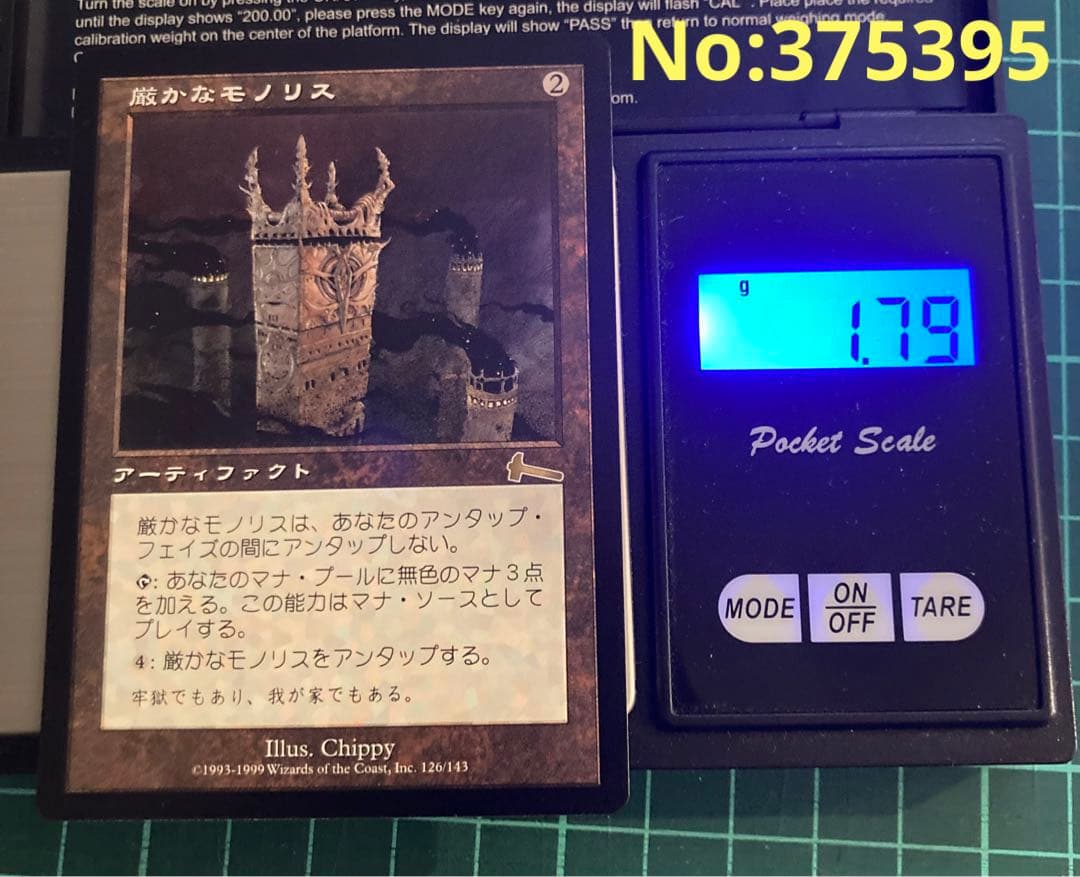 until the display shows “200.00”, please press the MODE key again, the display will flash “CAL”. Place place the required
calibration weight on the center of the platform. The display will show “PASS” then return to normal weighing mode.
No:375395
厳かなモノリス
2
アーティファクト
厳かなモノリスは、あなたのアンタップ・
フェイズの間にアンタップしない。
: あなたのマナ・プールに無色のマナ3点
を加える。この能力はマナ・ソースとして
プレイする。
4: 厳かなモノリスをアンタップする。
牢獄でもあり、我が家でもある。
Illus. Chippy
©1993-1999 Wizards of the Coast, Inc. 126/143
g
1.79
Pocket Scale
MODE
ON
OFF
TARE